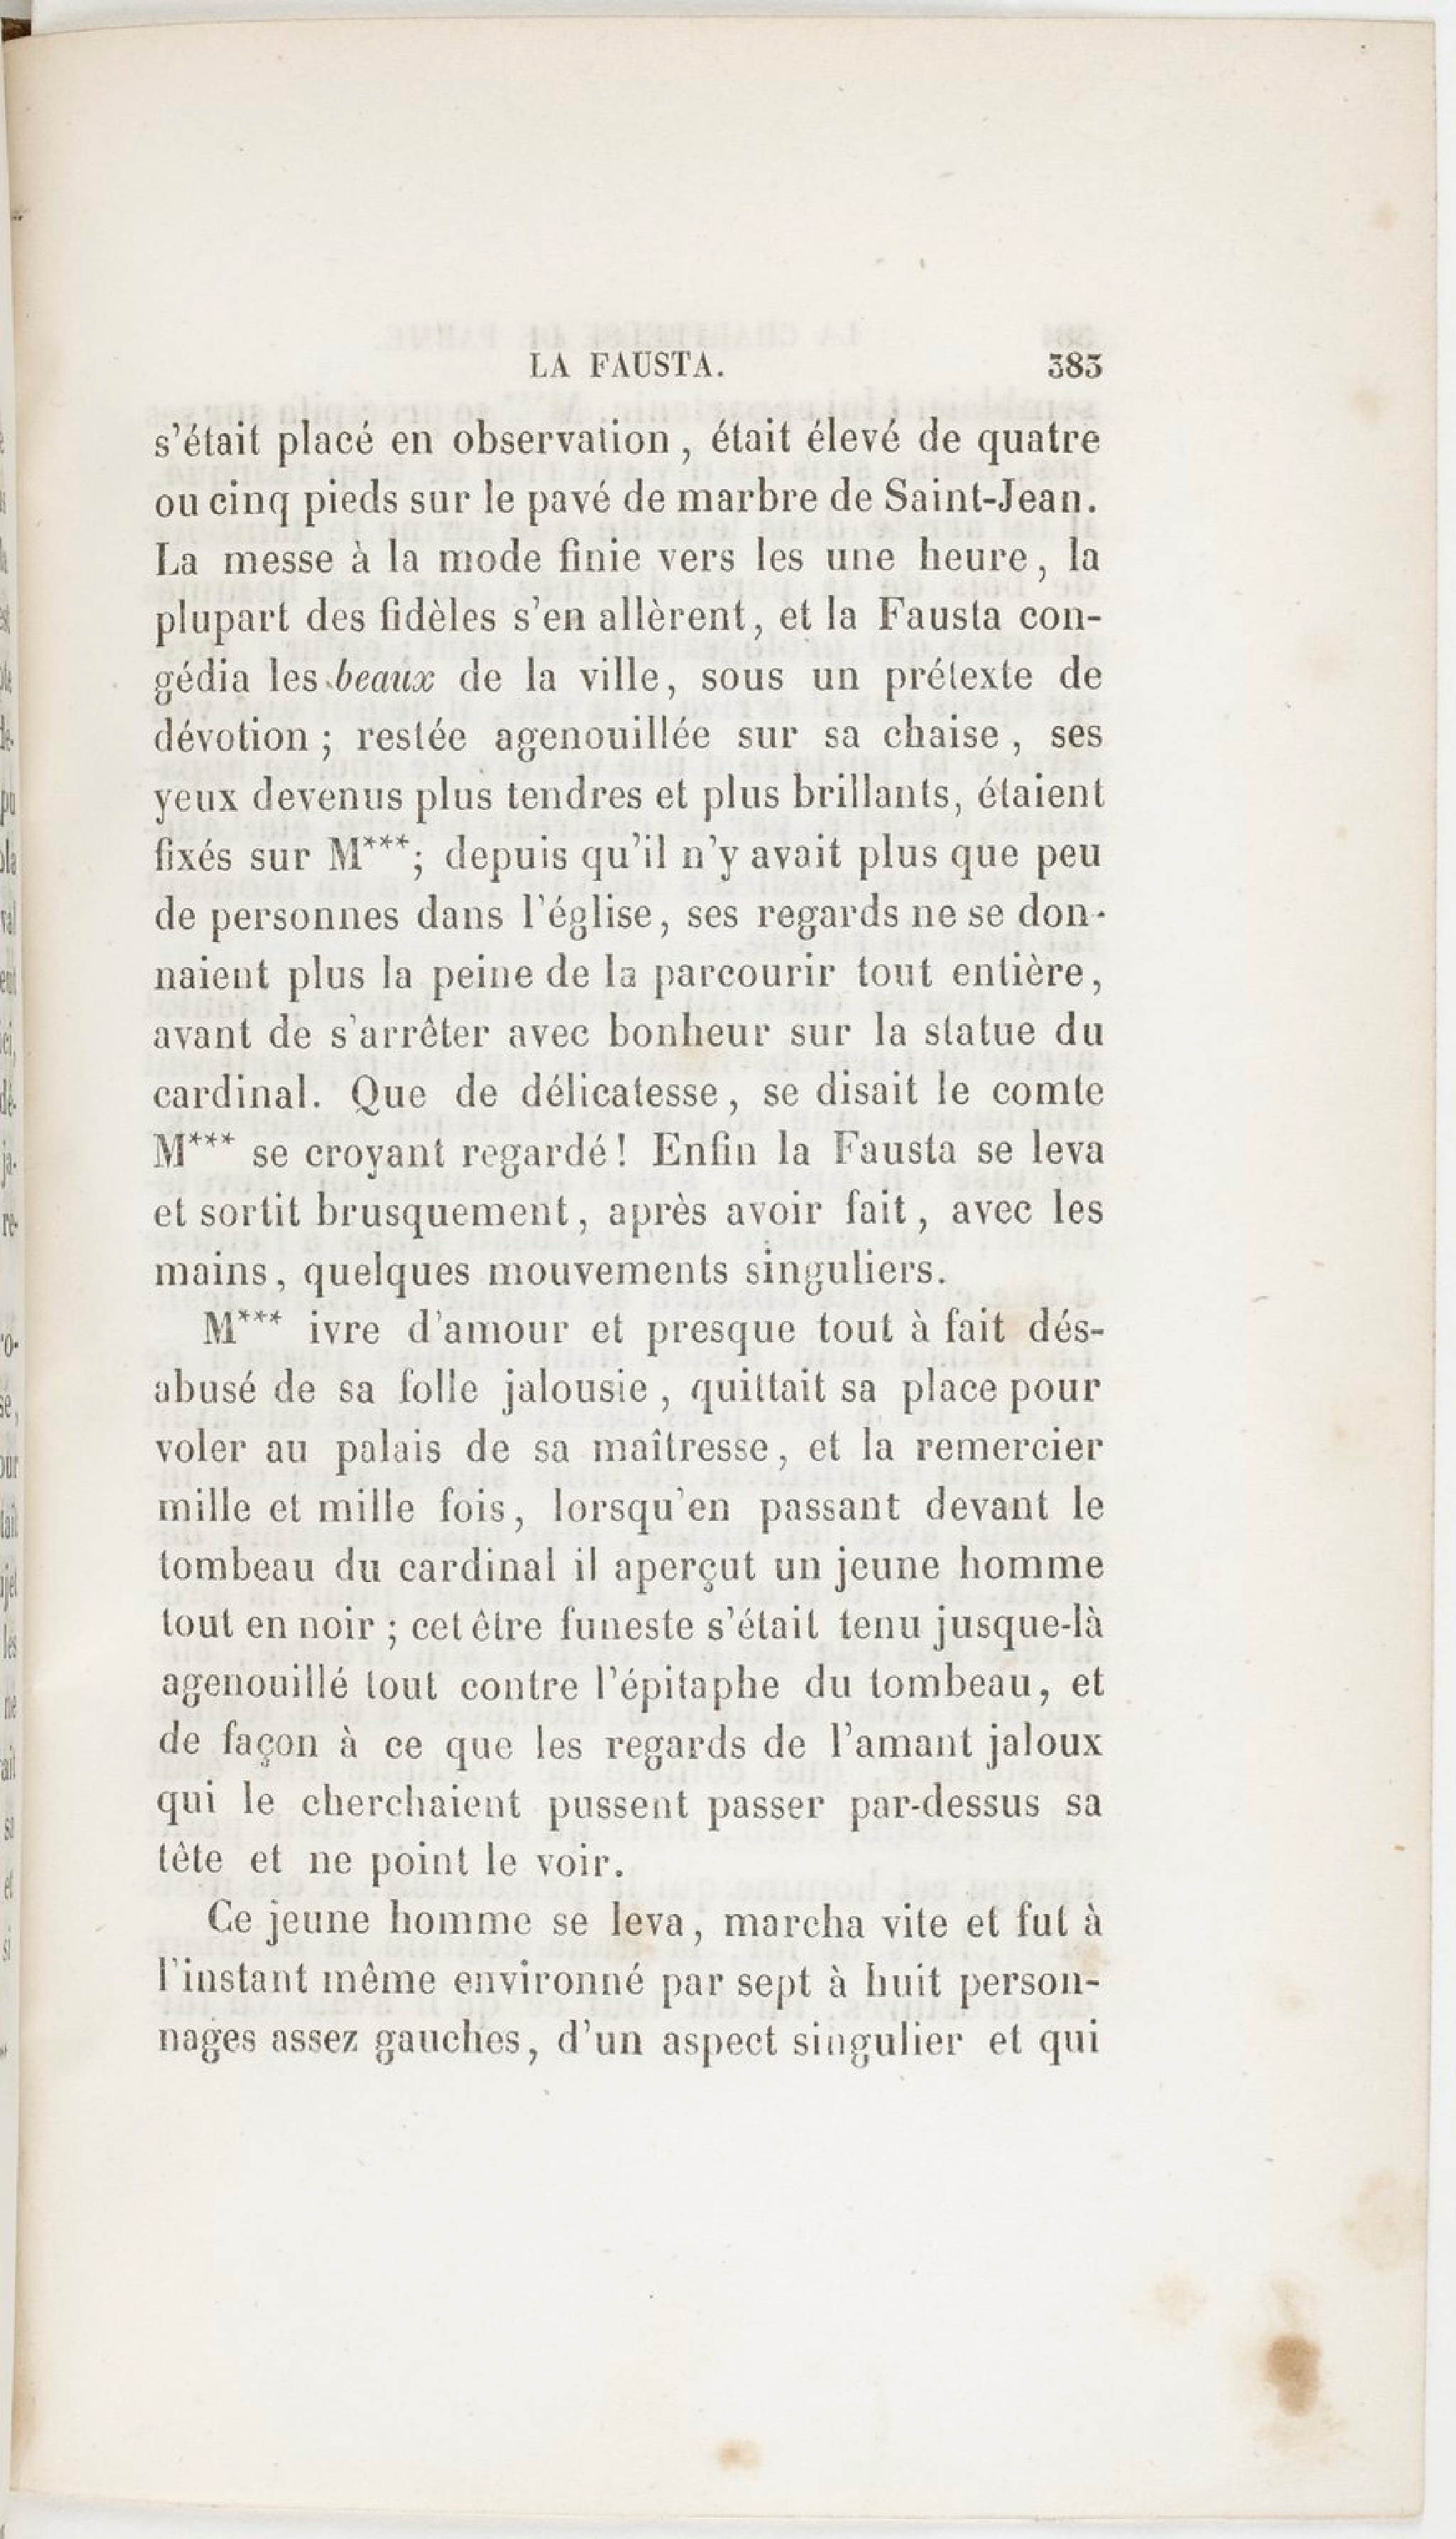 LA FAUSTA. 383
s'était placé en observation, était élevé de quatre
ou cinq pieds sur le pavé de marbre de Saint-Jean.
La messe à la mode finie vers les une heure, la
plupart des fidèles s'en allèrent, et la Fausta con-
gédia les beaux de la ville, sous un prétexte de
dévotion ; restée agenouillée sur sa chaise, ses
yeux devenus plus tendres et plus brillants, étaient
fixés sur M***; depuis qu'il n'y avait plus que peu
de personnes dans l'église, ses regards ne se don-
naient plus la peine de la parcourir tout entière,
avant de s'arrêter avec bonheur sur la statue du
cardinal. Que de délicatesse, se disait le comte
M*** se croyant regardé! Enfin la Fausta se leva
et sortit brusquement, après avoir fait, avec les
mains, quelques mouvements singuliers.
M*** ivre d'amour et presque tout à fait dés-
abusé de sa folle jalousie, quittait sa place pour
voler au palais de sa maîtresse, et la remercier
mille et mille fois, lorsqu'en passant devant le
tombeau du cardinal il aperçut un jeune homme
tout en noir ; cet être funeste s'était tenu jusque-là
agenouillé tout contre l'épitaphe du tombeau, et
de façon à ce que les regards de l'amant jaloux
qui le cherchaient pussent passer par-dessus sa
tête et ne point le voir.
Ce jeune homme se leva, marcha vite et fut à
l'instant même environné par sept à huit person-
nages assez gauches, d'un aspect singulier et qui